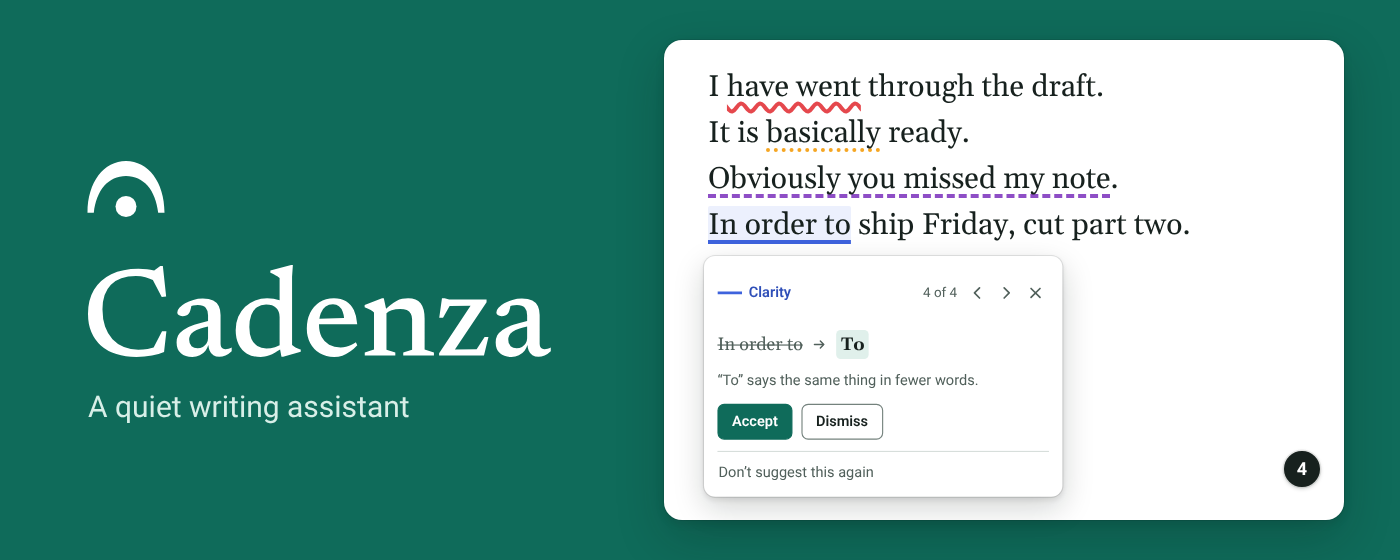 Cadenza
A quiet writing assistant
I have went through the draft.
It is basically ready.
Obviously you missed my note.
In order to ship Friday, cut part two.
Clarity
4 of 4
In order to → To
“To” says the same thing in fewer words.
Accept
Dismiss
Don’t suggest this again
4